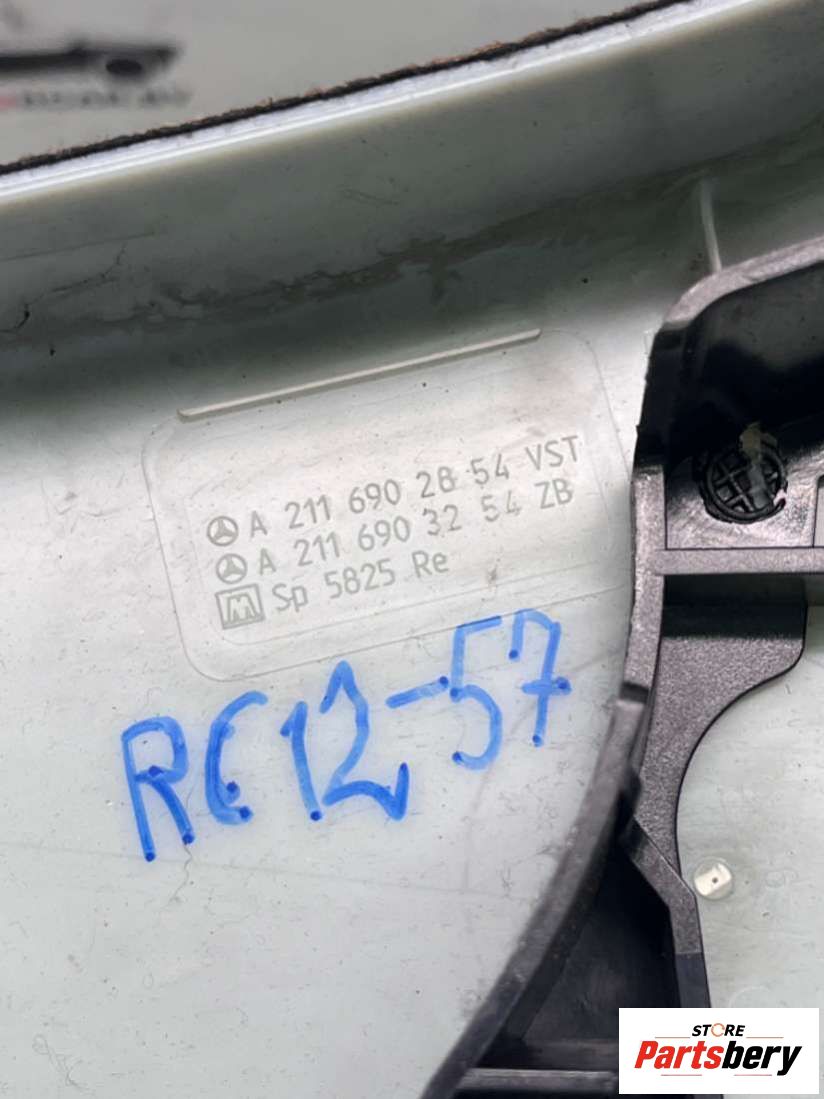 A 211 690 28 54 VST
A 211 690 32 54 ZB
M Sp 5825 Re
RC12-57
STORE
Partsbery